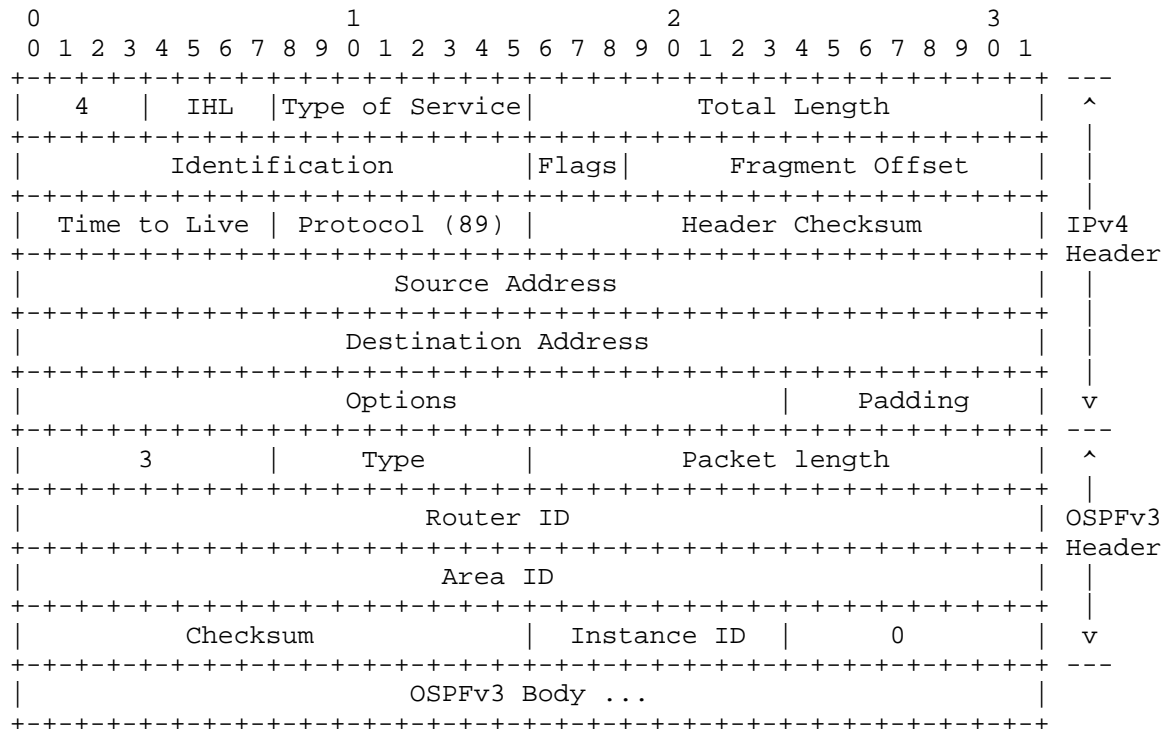 0                   1                   2                   3
 0 1 2 3 4 5 6 7 8 9 0 1 2 3 4 5 6 7 8 9 0 1 2 3 4 5 6 7 8 9 0 1
+-+-+-+-+-+-+-+-+-+-+-+-+-+-+-+-+-+-+-+-+-+-+-+-+-+-+-+-+-+-+-+-+ ---
|   4   |  IHL  |Type of Service|          Total Length         |  ^
+-+-+-+-+-+-+-+-+-+-+-+-+-+-+-+-+-+-+-+-+-+-+-+-+-+-+-+-+-+-+-+-+  |
|         Identification        |Flags|      Fragment Offset    |  |
+-+-+-+-+-+-+-+-+-+-+-+-+-+-+-+-+-+-+-+-+-+-+-+-+-+-+-+-+-+-+-+-+  |
|  Time to Live | Protocol (89) |         Header Checksum       | IPv4
+-+-+-+-+-+-+-+-+-+-+-+-+-+-+-+-+-+-+-+-+-+-+-+-+-+-+-+-+-+-+-+-+ Header
|                       Source Address                          |  |
+-+-+-+-+-+-+-+-+-+-+-+-+-+-+-+-+-+-+-+-+-+-+-+-+-+-+-+-+-+-+-+-+  |
|                    Destination Address                        |  |
+-+-+-+-+-+-+-+-+-+-+-+-+-+-+-+-+-+-+-+-+-+-+-+-+-+-+-+-+-+-+-+-+  |
|                    Options                    |    Padding    |  v
+-+-+-+-+-+-+-+-+-+-+-+-+-+-+-+-+-+-+-+-+-+-+-+-+-+-+-+-+-+-+-+-+ ---
|       3       |     Type      |         Packet length         |  ^
+-+-+-+-+-+-+-+-+-+-+-+-+-+-+-+-+-+-+-+-+-+-+-+-+-+-+-+-+-+-+-+-+  |
|                         Router ID                             | OSPFv3
+-+-+-+-+-+-+-+-+-+-+-+-+-+-+-+-+-+-+-+-+-+-+-+-+-+-+-+-+-+-+-+-+ Header
|                          Area ID                              |  |
+-+-+-+-+-+-+-+-+-+-+-+-+-+-+-+-+-+-+-+-+-+-+-+-+-+-+-+-+-+-+-+-+  |
|          Checksum             |  Instance ID  |      0        |  v
+-+-+-+-+-+-+-+-+-+-+-+-+-+-+-+-+-+-+-+-+-+-+-+-+-+-+-+-+-+-+-+-+ ---
|                        OSPFv3 Body ...                        |
+-+-+-+-+-+-+-+-+-+-+-+-+-+-+-+-+-+-+-+-+-+-+-+-+-+-+-+-+-+-+-+-+